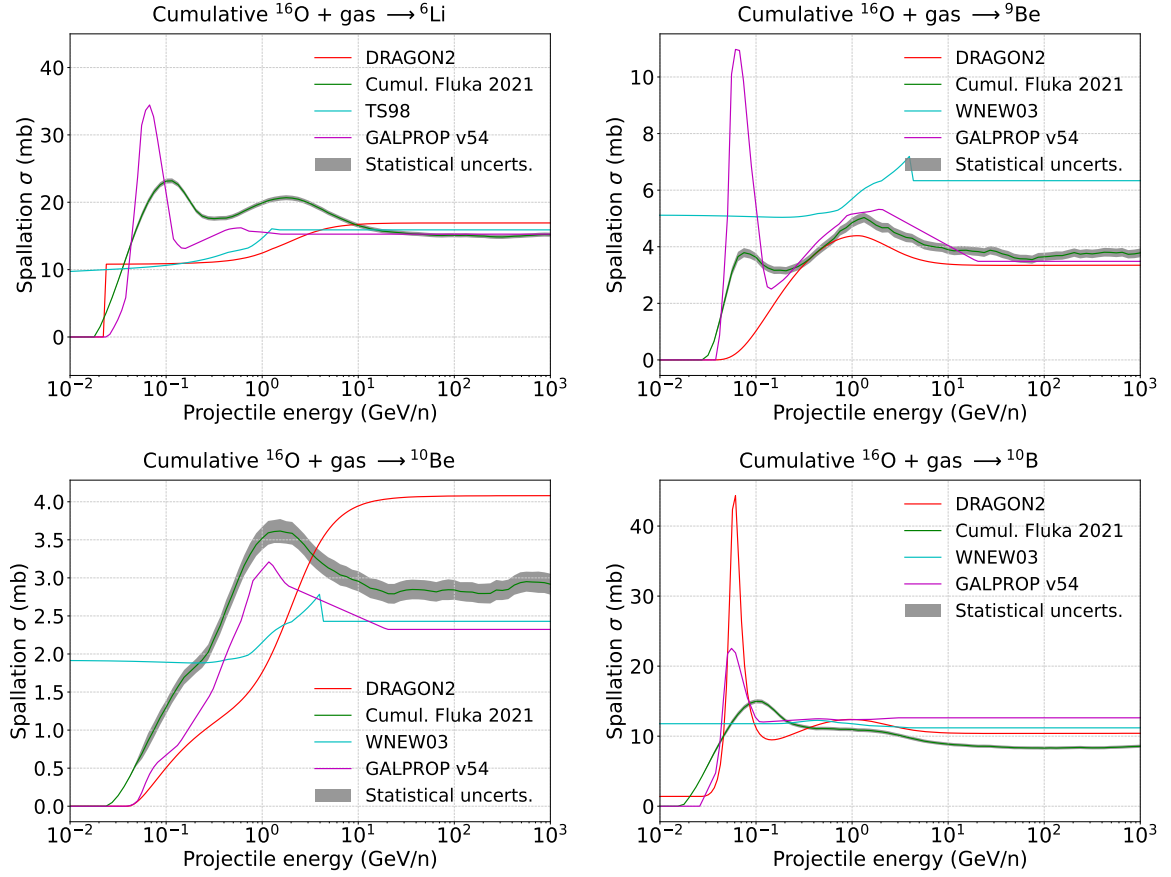 Cumulative ¹⁶O + gas ⟶ ⁶Li
Spallation σ (mb)
40
30
20
10
0
DRAGON2
Cumul. Fluka 2021
TS98
GALPROP v54
Statistical uncerts.
10⁻² 10⁻¹ 10⁰ 10¹ 10² 10³
Projectile energy (GeV/n)
Cumulative ¹⁶O + gas ⟶ ⁹Be
Spallation σ (mb)
10
8
6
4
2
0
DRAGON2
Cumul. Fluka 2021
WNEW03
GALPROP v54
Statistical uncerts.
10⁻² 10⁻¹ 10⁰ 10¹ 10² 10³
Projectile energy (GeV/n)
Cumulative ¹⁶O + gas ⟶ ¹⁰Be
Spallation σ (mb)
4.0
3.5
3.0
2.5
2.0
1.5
1.0
0.5
0.0
DRAGON2
Cumul. Fluka 2021
WNEW03
GALPROP v54
Statistical uncerts.
10⁻² 10⁻¹ 10⁰ 10¹ 10² 10³
Projectile energy (GeV/n)
Cumulative ¹⁶O + gas ⟶ ¹⁰B
Spallation σ (mb)
40
30
20
10
0
DRAGON2
Cumul. Fluka 2021
WNEW03
GALPROP v54
Statistical uncerts.
10⁻² 10⁻¹ 10⁰ 10¹ 10² 10³
Projectile energy (GeV/n)